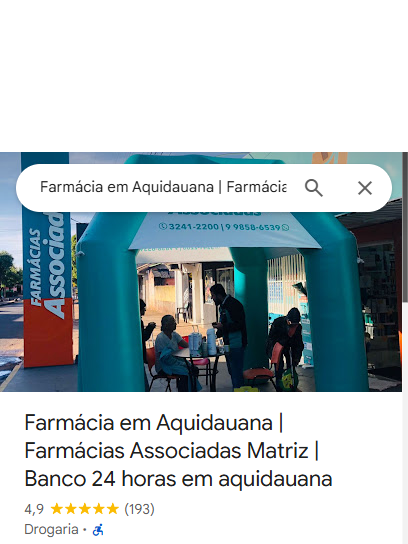 Farmácia em Aquidauana | Farmácia
FARMÁCIAS
Associadas
3241-2200 | 9 9858-6539
Farmácia em Aquidauana |
Farmácias Associadas Matriz |
Banco 24 horas em aquidauana
4,9 (193)
Drogaria ·